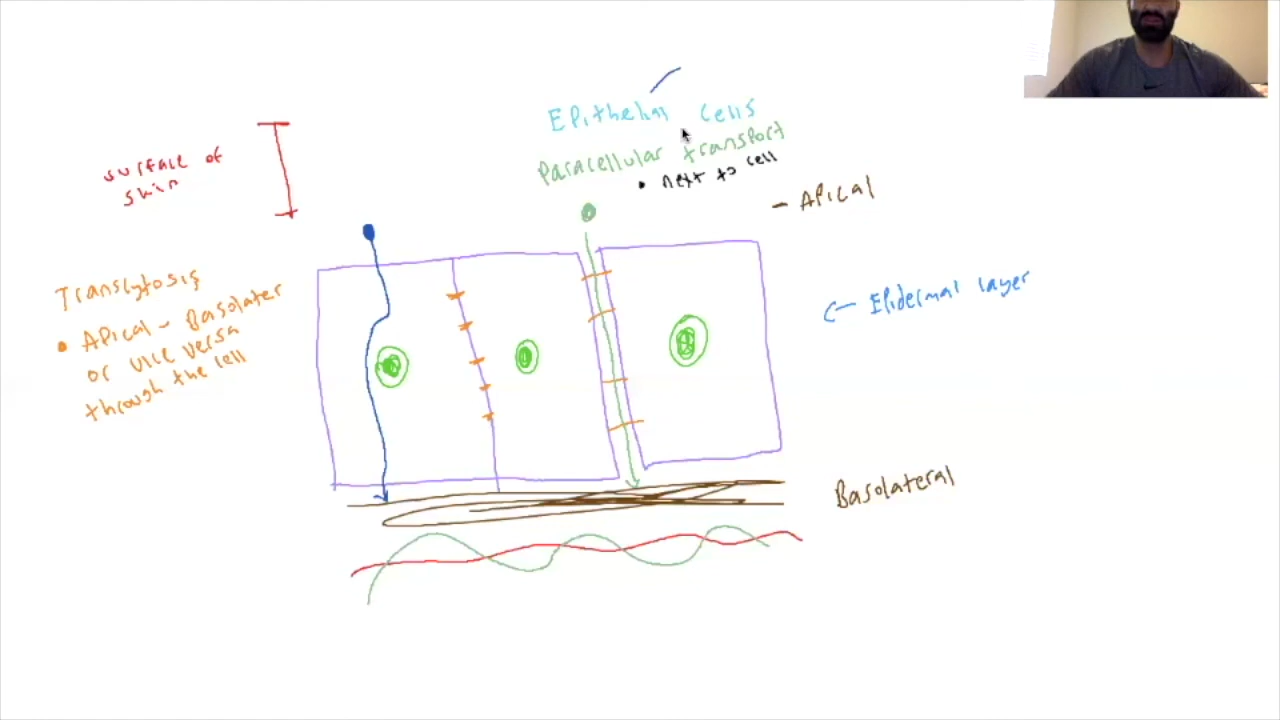 Epithelial cells
Paracellular transport
• next to cell
surface of
skin
- Apical
Transcytosis
• Apical - Basolater
or vice versa
through the cell
← Epidermal layer
Basolateral